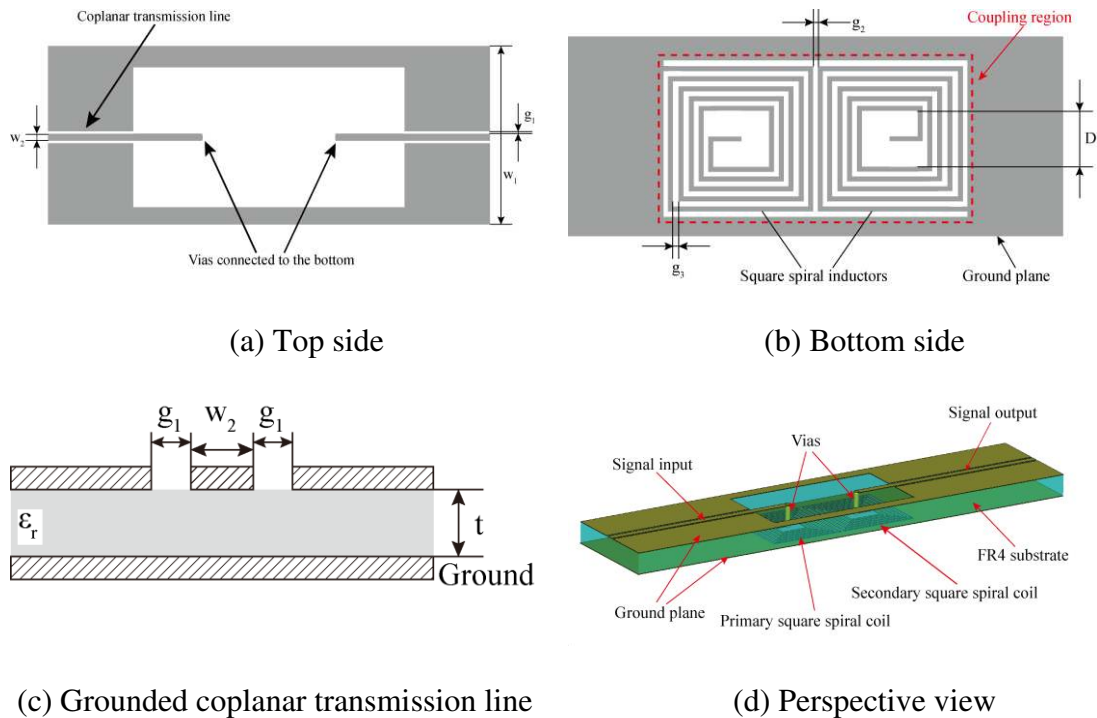 Coplanar transmission line
w2
g1
w1
Vias connected to the bottom
(a) Top side
g2
Coupling region
D
g3
Square spiral inductors
Ground plane
(b) Bottom side
g1 w2 g1
εr
t
Ground
(c) Grounded coplanar transmission line
Signal output
Vias
Signal input
FR4 substrate
Secondary square spiral coil
Ground plane
Primary square spiral coil
(d) Perspective view